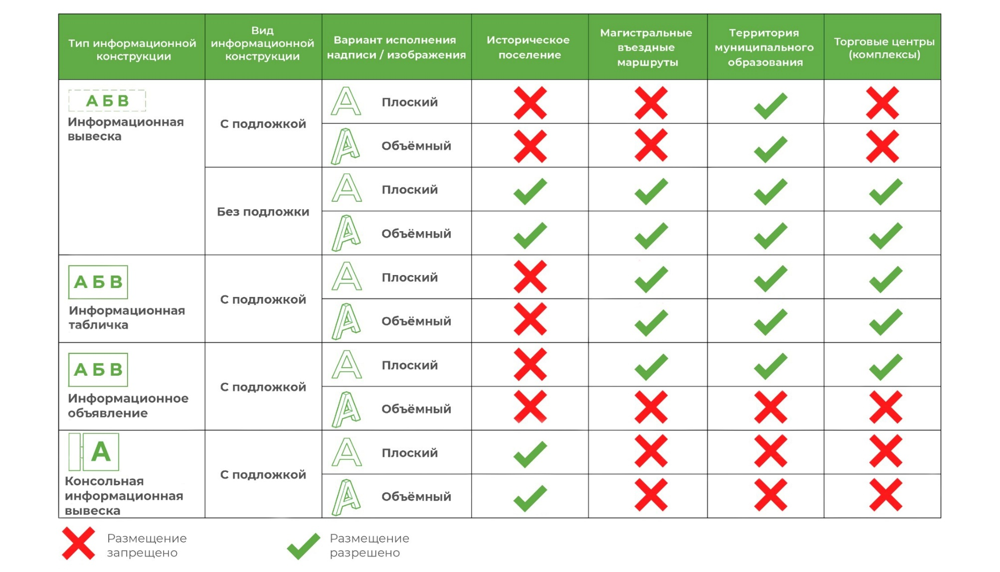 Тип информационной
конструкции
Вид
информационной
конструкции
Вариант исполнения
надписи / изображения
Историческое
поселение
Магистральные
въездные
маршруты
Территория
муниципального
образования
Торговые центры
(комплексы)
А Б В
Информационная
вывеска
С подложкой
А Плоский
А Объёмный
Без подложки
А Плоский
А Объёмный
А Б В
Информационная
табличка
С подложкой
А Плоский
А Объёмный
А Б В
Информационное
объявление
С подложкой
А Плоский
А Объёмный
А
Консольная
информационная
вывеска
С подложкой
А Плоский
А Объёмный
Размещение
запрещено
Размещение
разрешено